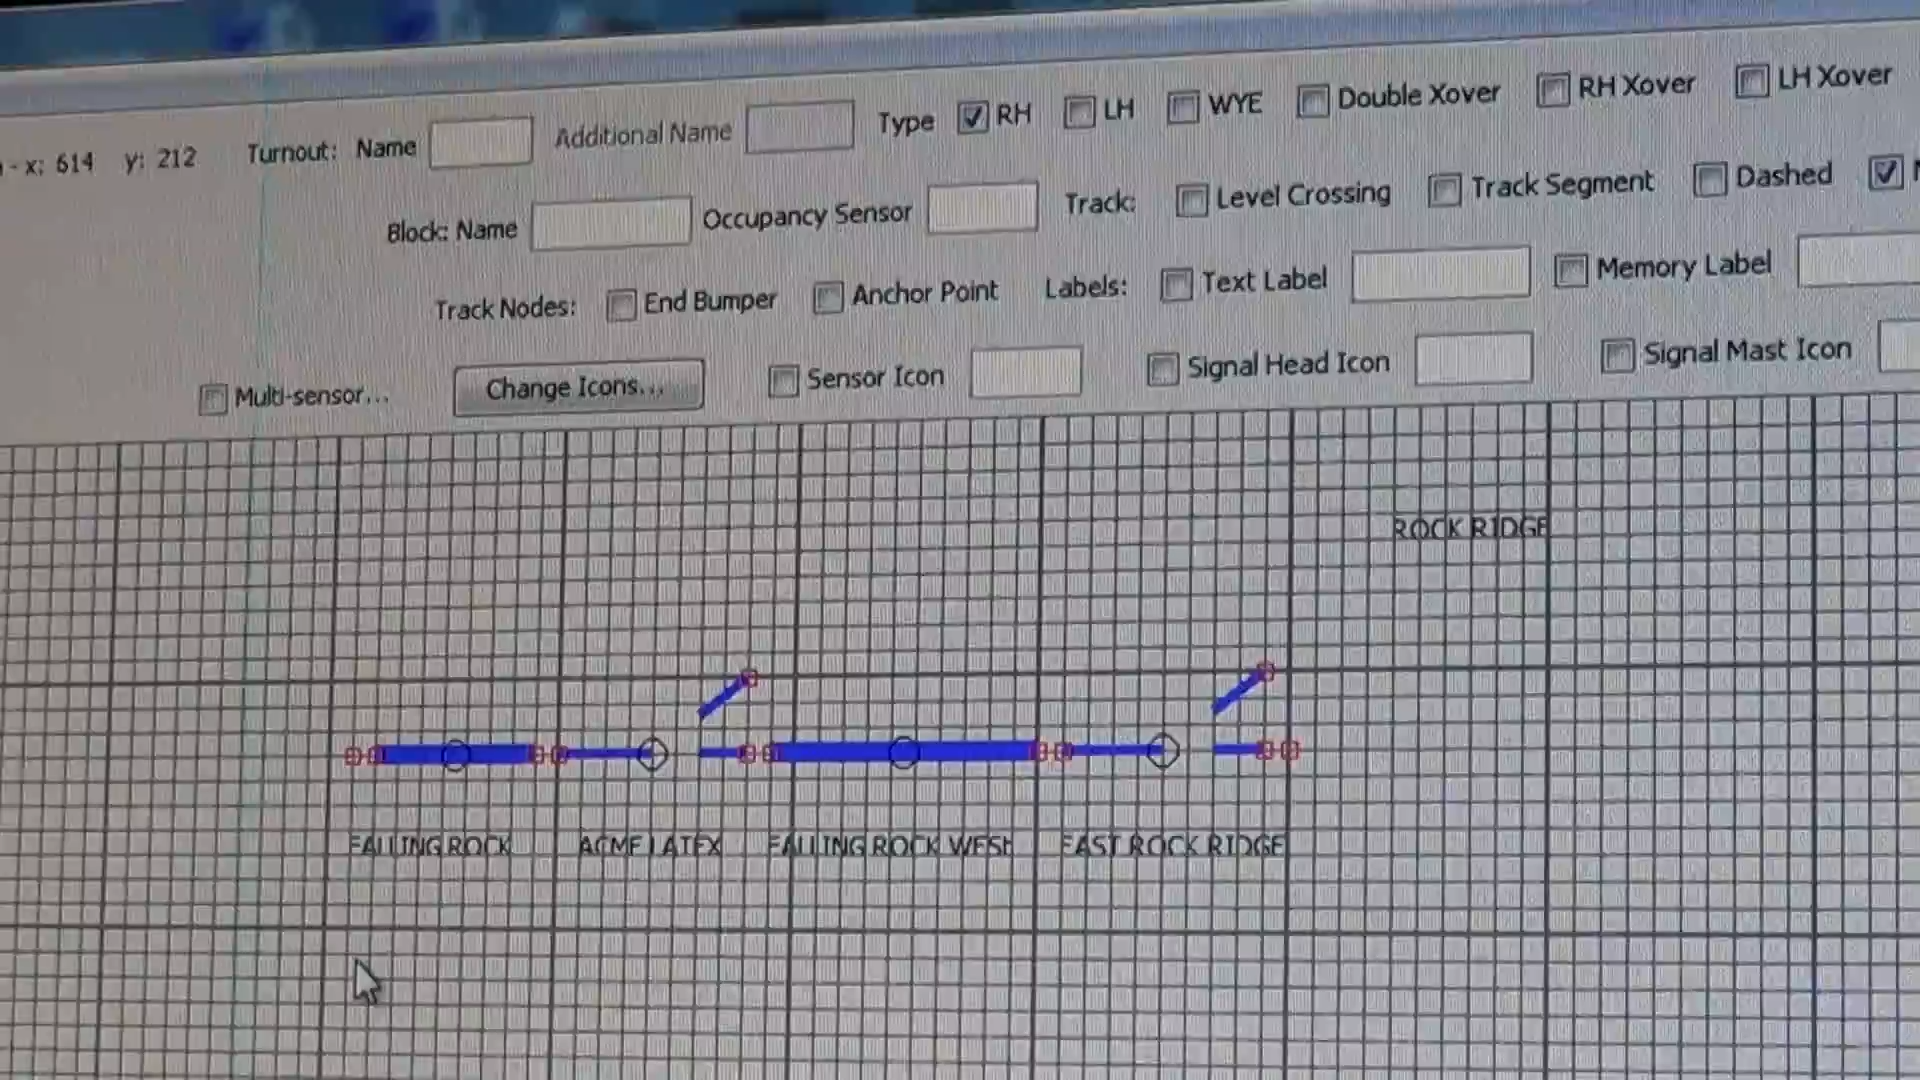 - x: 614 y: 212 Turnout: Name Additional Name Type RH LH WYE Double Xover RH Xover LH Xover
Block: Name Occupancy Sensor Track: Level Crossing Track Segment Dashed
Track Nodes: End Bumper Anchor Point Labels: Text Label Memory Label
Multi-sensor... Change Icons... Sensor Icon Signal Head Icon Signal Mast Icon
ROCK RIDGE
FALLING ROCK ACME LATEX FALLING ROCK WEST EAST ROCK RIDGE